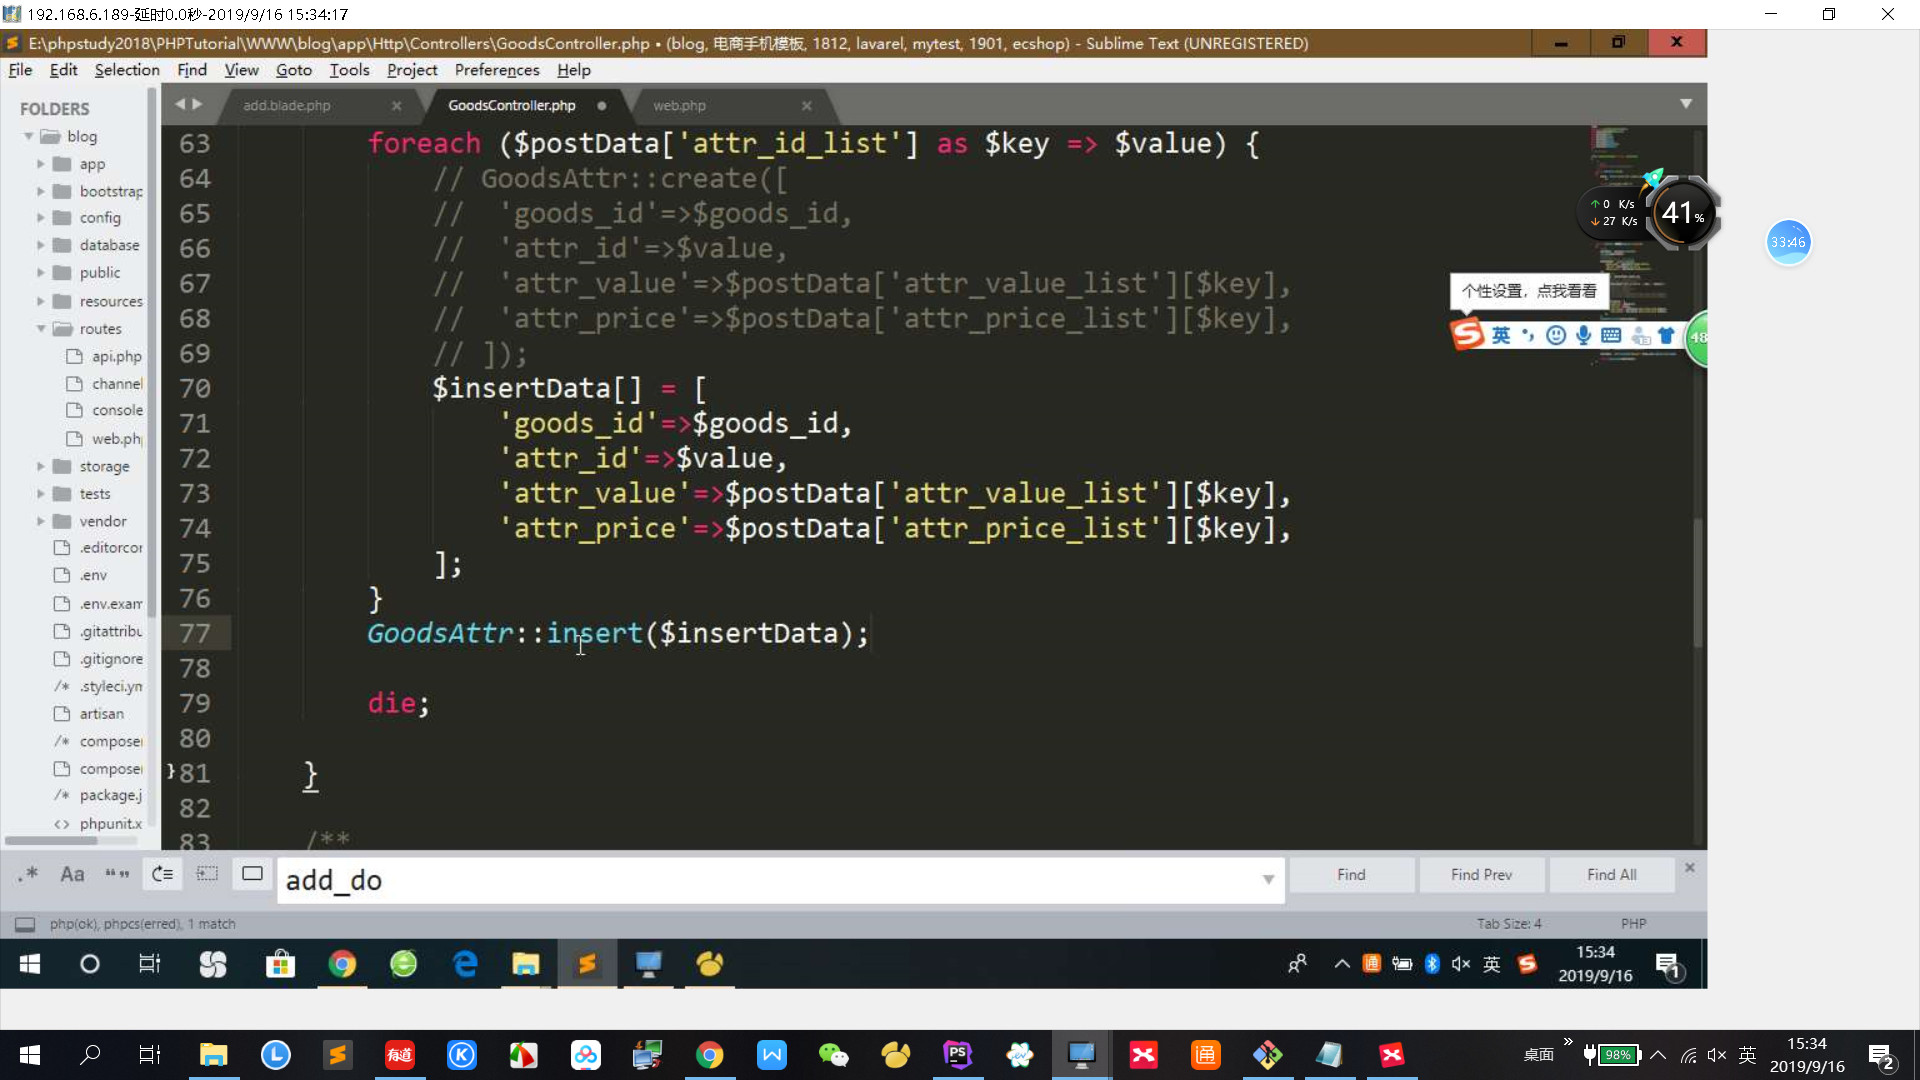 192.168.6.189-延时0.0秒-2019/9/16 15:34:17
E:\phpstudy2018\PHPTutorial\WWW\blog\app\Http\Controllers\GoodsController.php • (blog, 电商手机模板, 1812, lavarel, mytest, 1901, ecshop) - Sublime Text (UNREGISTERED)
File Edit Selection Find View Goto Tools Project Preferences Help
FOLDERS
blog
app
bootstrap
config
database
public
resources
routes
api.php
channel
console
web.php
storage
tests
vendor
.editorcor
.env
.env.exam
.gitattribu
.gitignore
/* .styleci.ym
artisan
/* compose
compose
/* package.j
<> phpunit.x
add.blade.php × GoodsController.php • web.php ×
63 foreach ($postData['attr_id_list'] as $key => $value) {
64 // GoodsAttr::create([
65 // 'goods_id'=>$goods_id,
66 // 'attr_id'=>$value,
67 // 'attr_value'=>$postData['attr_value_list'][$key],
68 // 'attr_price'=>$postData['attr_price_list'][$key],
69 // ]);
70 $insertData[] = [
71 'goods_id'=>$goods_id,
72 'attr_id'=>$value,
73 'attr_value'=>$postData['attr_value_list'][$key],
74 'attr_price'=>$postData['attr_price_list'][$key],
75 ];
76 }
77 GoodsAttr::insert($insertData);
78
79 die;
80
81 }
82
83 /**
↑ 0 K/s
↓ 27 K/s
41%
33:46
个性设置，点我看看
英
48
.* Aa “” add_do Find Find Prev Find All ×
php(ok), phpcs(erred), 1 match Tab Size: 4 PHP
英 15:34
2019/9/16
1
有道
通
桌面 98% 英 15:34
2019/9/16
2